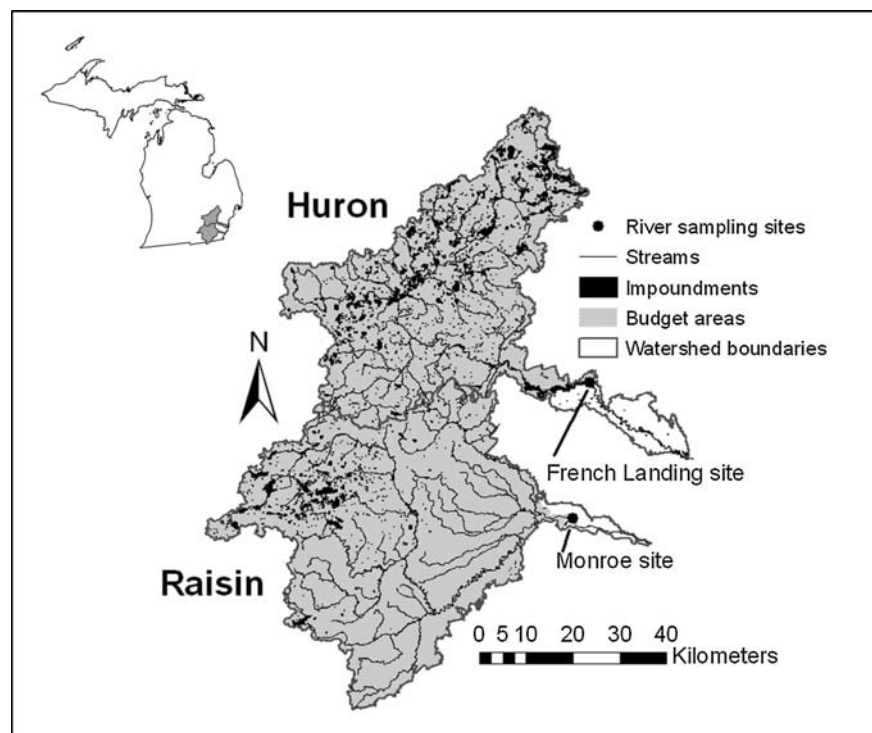 Huron
River sampling sites
Streams
Impoundments
Budget areas
Watershed boundaries
N
French Landing site
Monroe site
Raisin
0 5 10 20 30 40
Kilometers